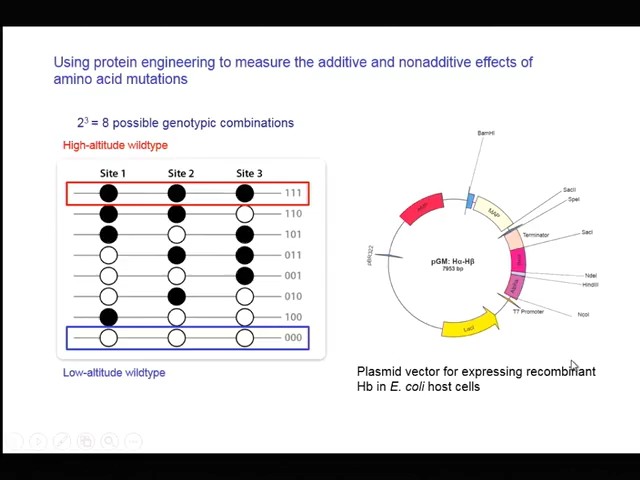 Using protein engineering to measure the additive and nonadditive effects of
amino acid mutations
2³ = 8 possible genotypic combinations
High-altitude wildtype
Site 1 Site 2 Site 3
111
110
101
011
001
010
100
000
Low-altitude wildtype
BamHI
SacII
SpeI
MAP
Terminator
SacI
pGM: Hα-Hβ
7953 bp
NdeI
HindIII
Alpha
NcoI
T7 Promoter
LacI
Plasmid vector for expressing recombinant
Hb in E. coli host cells